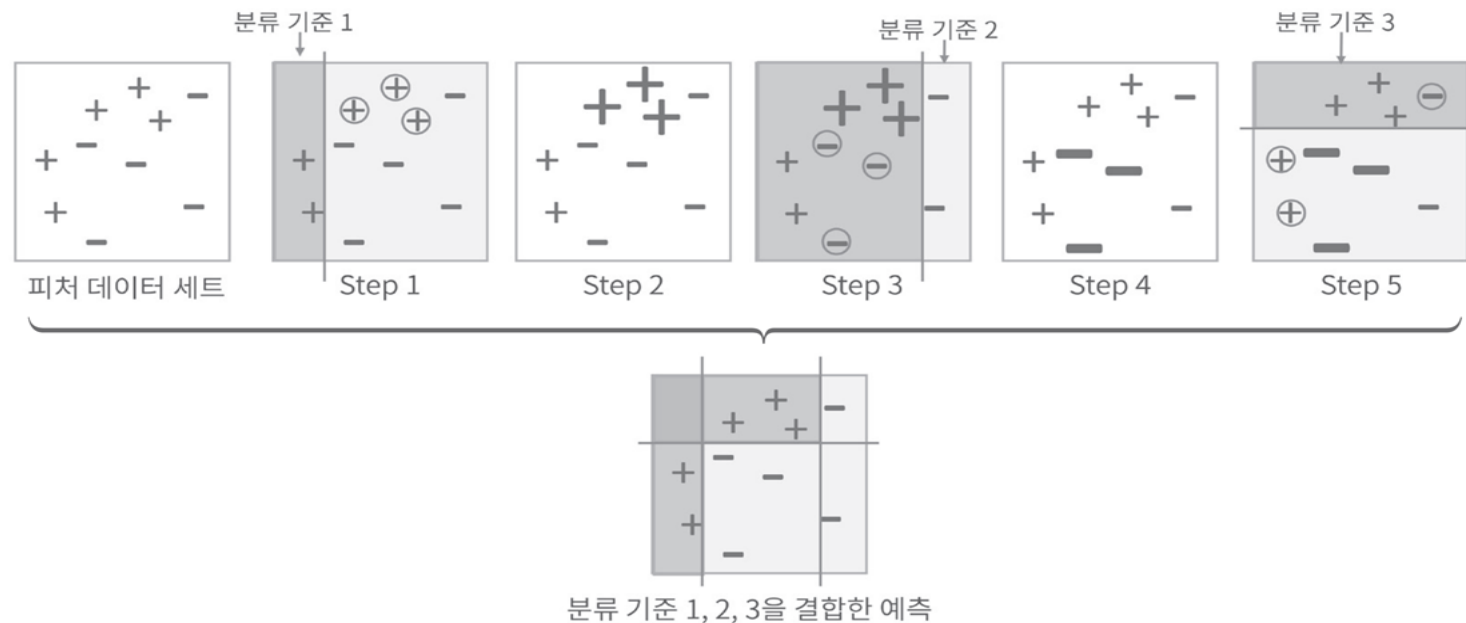 분류 기준 1
분류 기준 2
분류 기준 3
피처 데이터 세트
Step 1
Step 2
Step 3
Step 4
Step 5
분류 기준 1, 2, 3을 결합한 예측